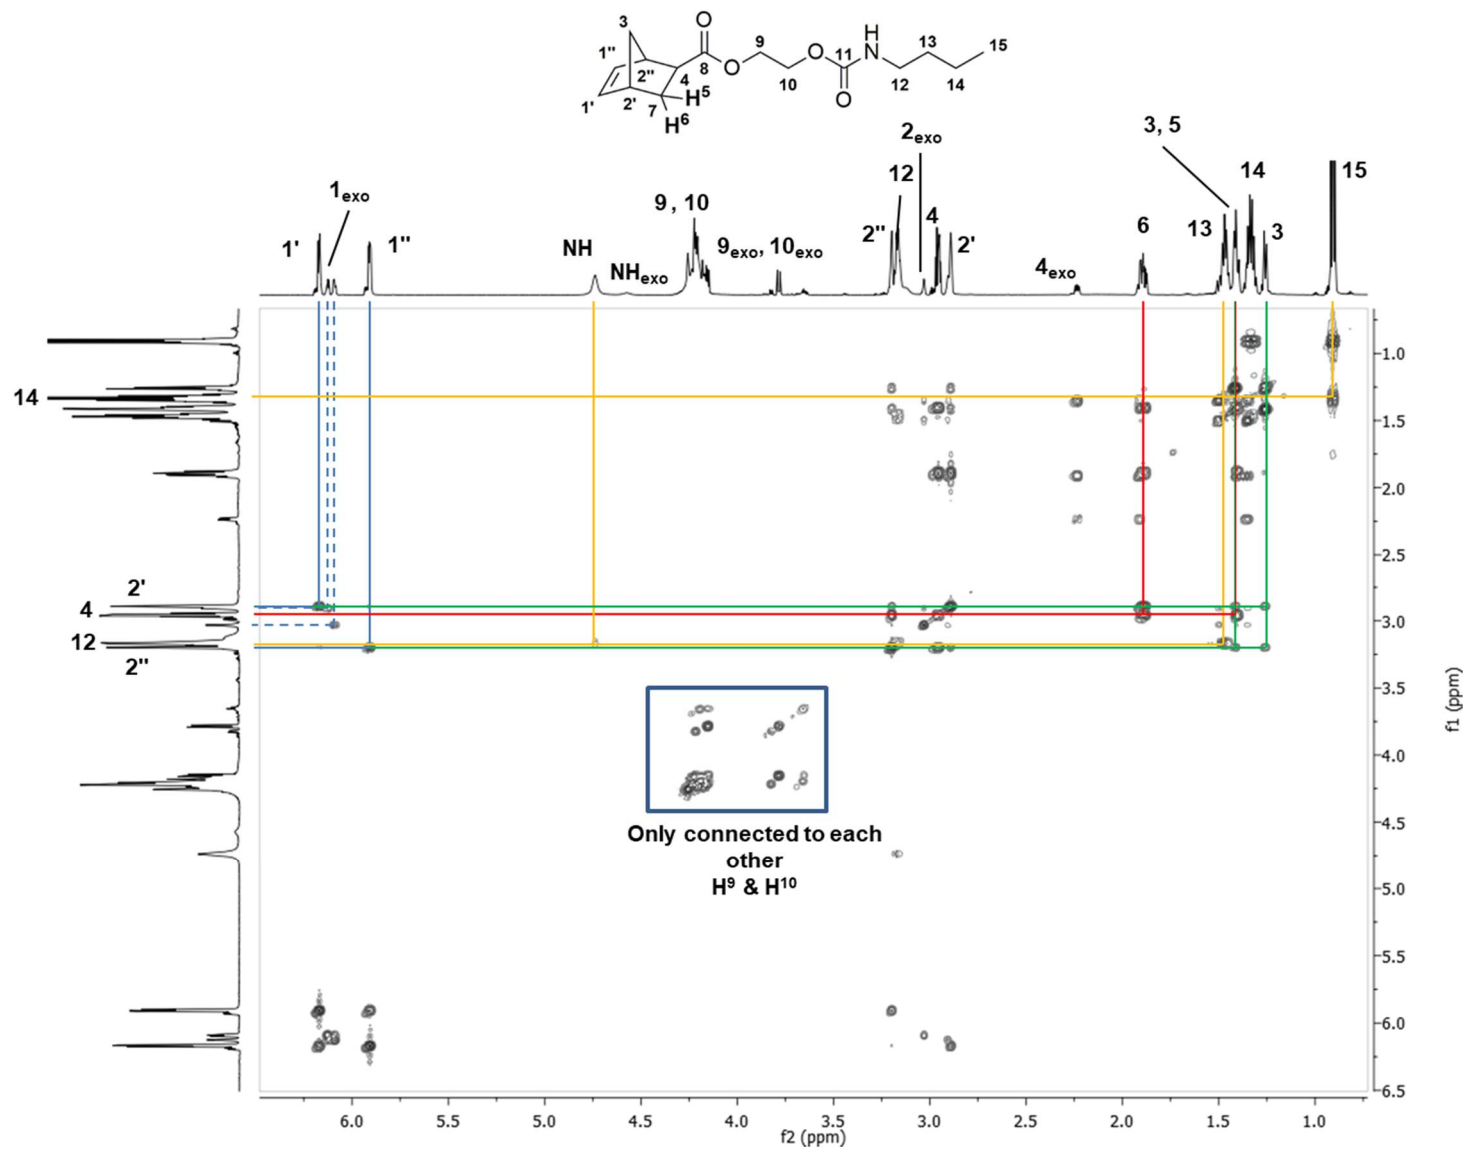 3
O
H
9
13
15
1''
O
11
N
8
O
2''
4
10
12
14
H⁵
O
1'
2'
7
H⁶
3, 5
2exo
12
14
15
1exo
9, 10
4
6
13
3
1'
1''
2''
2'
NH
9exo, 10exo
NHexo
4exo
1.0
14
1.5
2.0
2.5
2'
4
3.0
12
2''
3.5
4.0
Only connected to each
other
H⁹ & H¹⁰
4.5
5.0
5.5
6.0
6.5
f1 (ppm)
6.0 5.5 5.0 4.5 4.0 3.5 3.0 2.5 2.0 1.5 1.0
f2 (ppm)